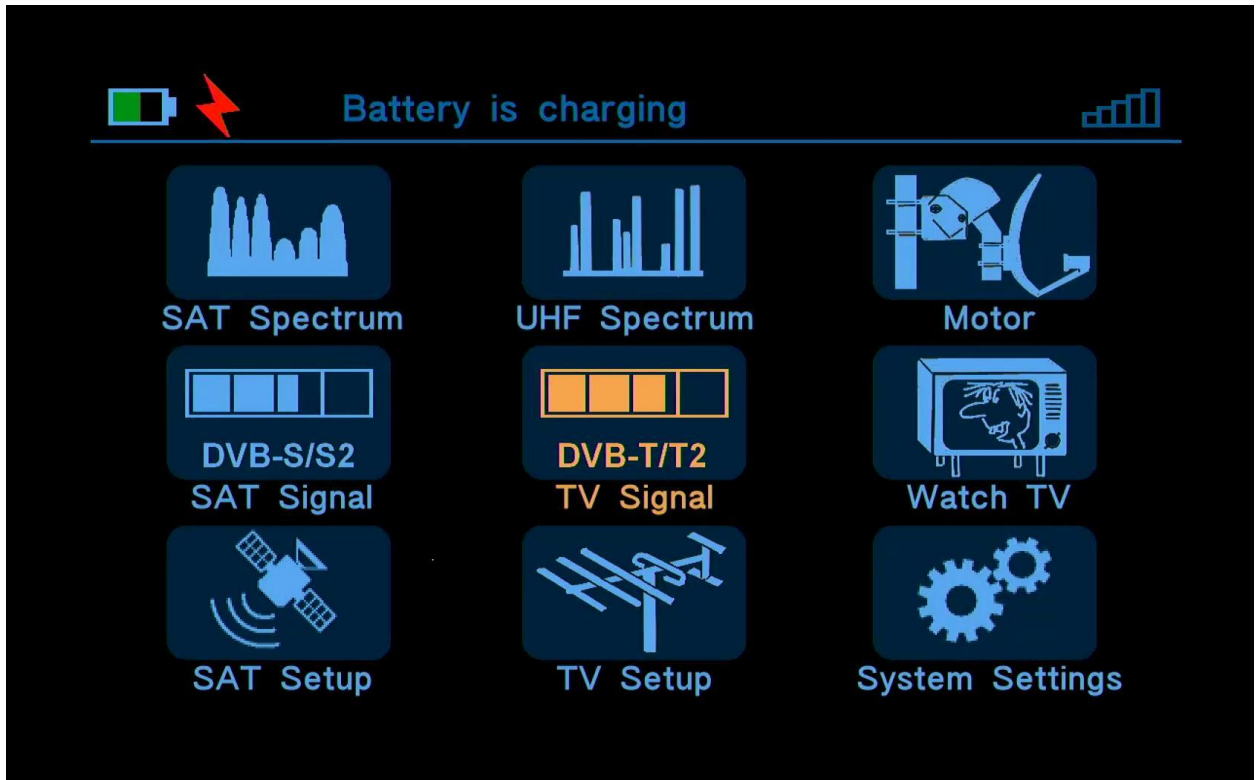 Battery is charging
SAT Spectrum
UHF Spectrum
Motor
DVB-S/S2
SAT Signal
DVB-T/T2
TV Signal
Watch TV
SAT Setup
TV Setup
System Settings